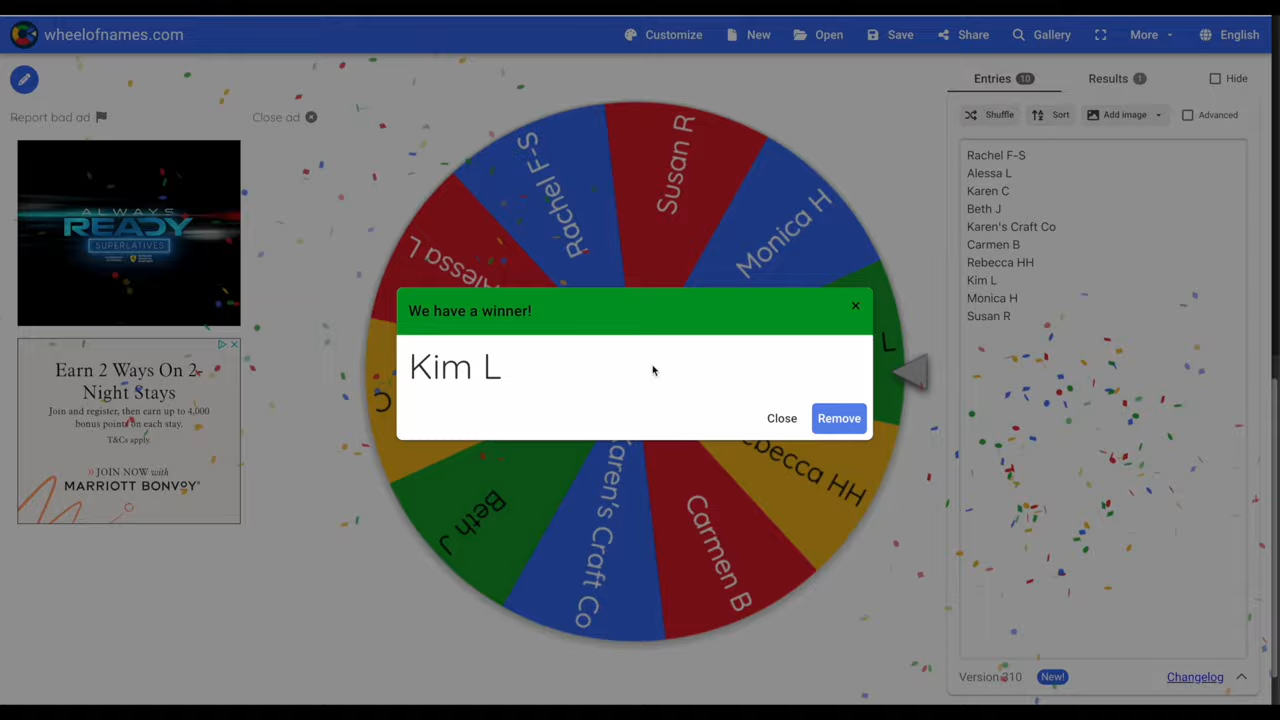 wheelofnames.com
Customize
New
Open
Save
Share
Gallery
More
English
Report bad ad
Close ad
ALWAYS
READY
SUPERLATIVES
Earn 2 Ways On 2-
Night Stays
Join and register, then earn up to 4,000
bonus points on each stay.
T&Cs apply.
JOIN NOW with
MARRIOTT BONVOY
Susan R
Monica H
L
Rebecca HH
Carmen B
Karen's Craft Co
Beth J
C
Alessa L
Rachel F-S
We have a winner!
×
Kim L
Close
Remove
Entries 10
Results 1
Hide
Shuffle
Sort
Add image
Advanced
Rachel F-S
Alessa L
Karen C
Beth J
Karen's Craft Co
Carmen B
Rebecca HH
Kim L
Monica H
Susan R
Version 310
New!
Changelog